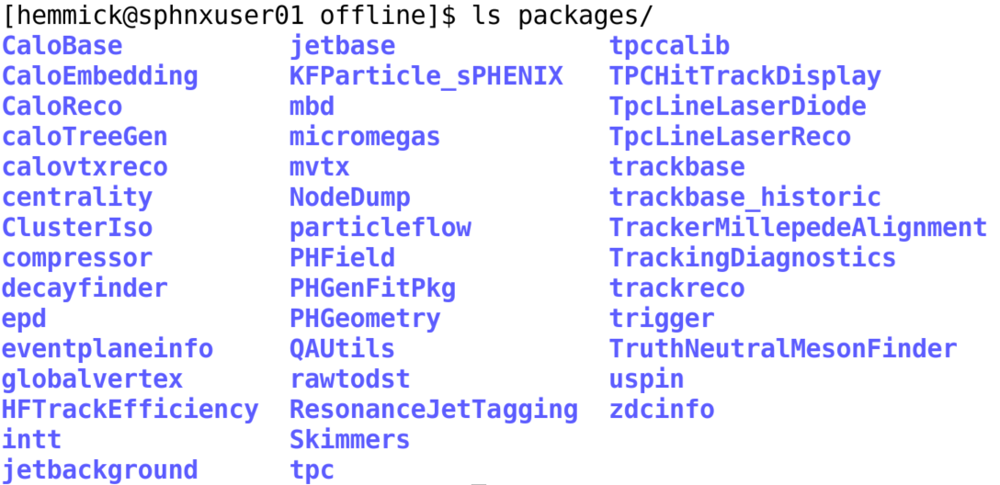 [hemmick@sphnxuser01 offline]$ ls packages/
CaloBase jetbase tpccalib
CaloEmbedding KFParticle_sPHENIX TPCHitTrackDisplay
CaloReco mbd TpcLineLaserDiode
caloTreeGen micromegas TpcLineLaserReco
calovtxreco mvtx trackbase
centrality NodeDump trackbase_historic
ClusterIso particleflow TrackerMillepedeAlignment
compressor PHField TrackingDiagnostics
decayfinder PHGenFitPkg trackreco
epd PHGeometry trigger
eventplaneinfo QAUtils TruthNeutralMesonFinder
globalvertex rawtodst uspin
HFTrackEfficiency ResonanceJetTagging zdcinfo
intt Skimmers
jetbackground tpc